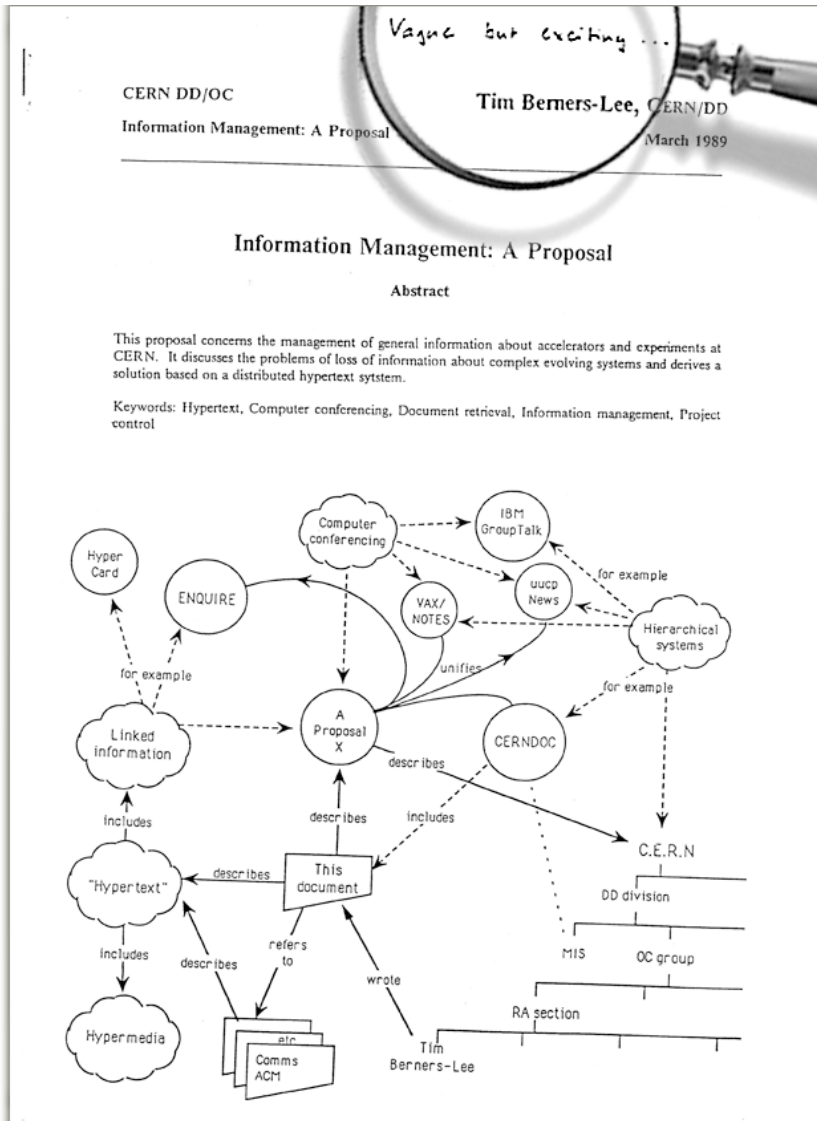 Vague but exciting ...
CERN DD/OC
Tim Berners-Lee, CERN/DD
Information Management: A Proposal
March 1989
Information Management: A Proposal
Abstract
This proposal concerns the management of general information about accelerators and experiments at
CERN. It discusses the problems of loss of information about complex evolving systems and derives a
solution based on a distributed hypertext sytstem.
Keywords: Hypertext, Computer conferencing, Document retrieval, Information management, Project
control
IBM
GroupTalk
Computer
conferencing
Hyper
Card
ENQUIRE
VAX/
NOTES
uucp
News
for example
Hierarchical
systems
for example
unifies
for example
Linked
information
A
Proposal
X
CERNDOC
describes
includes
describes
includes
C.E.R.N
"Hypertext"
describes
This
document
DD division
includes
describes
refers
to
wrote
MIS
OC group
RA section
Hypermedia
etc
Comms
ACM
Tim
Berners-Lee